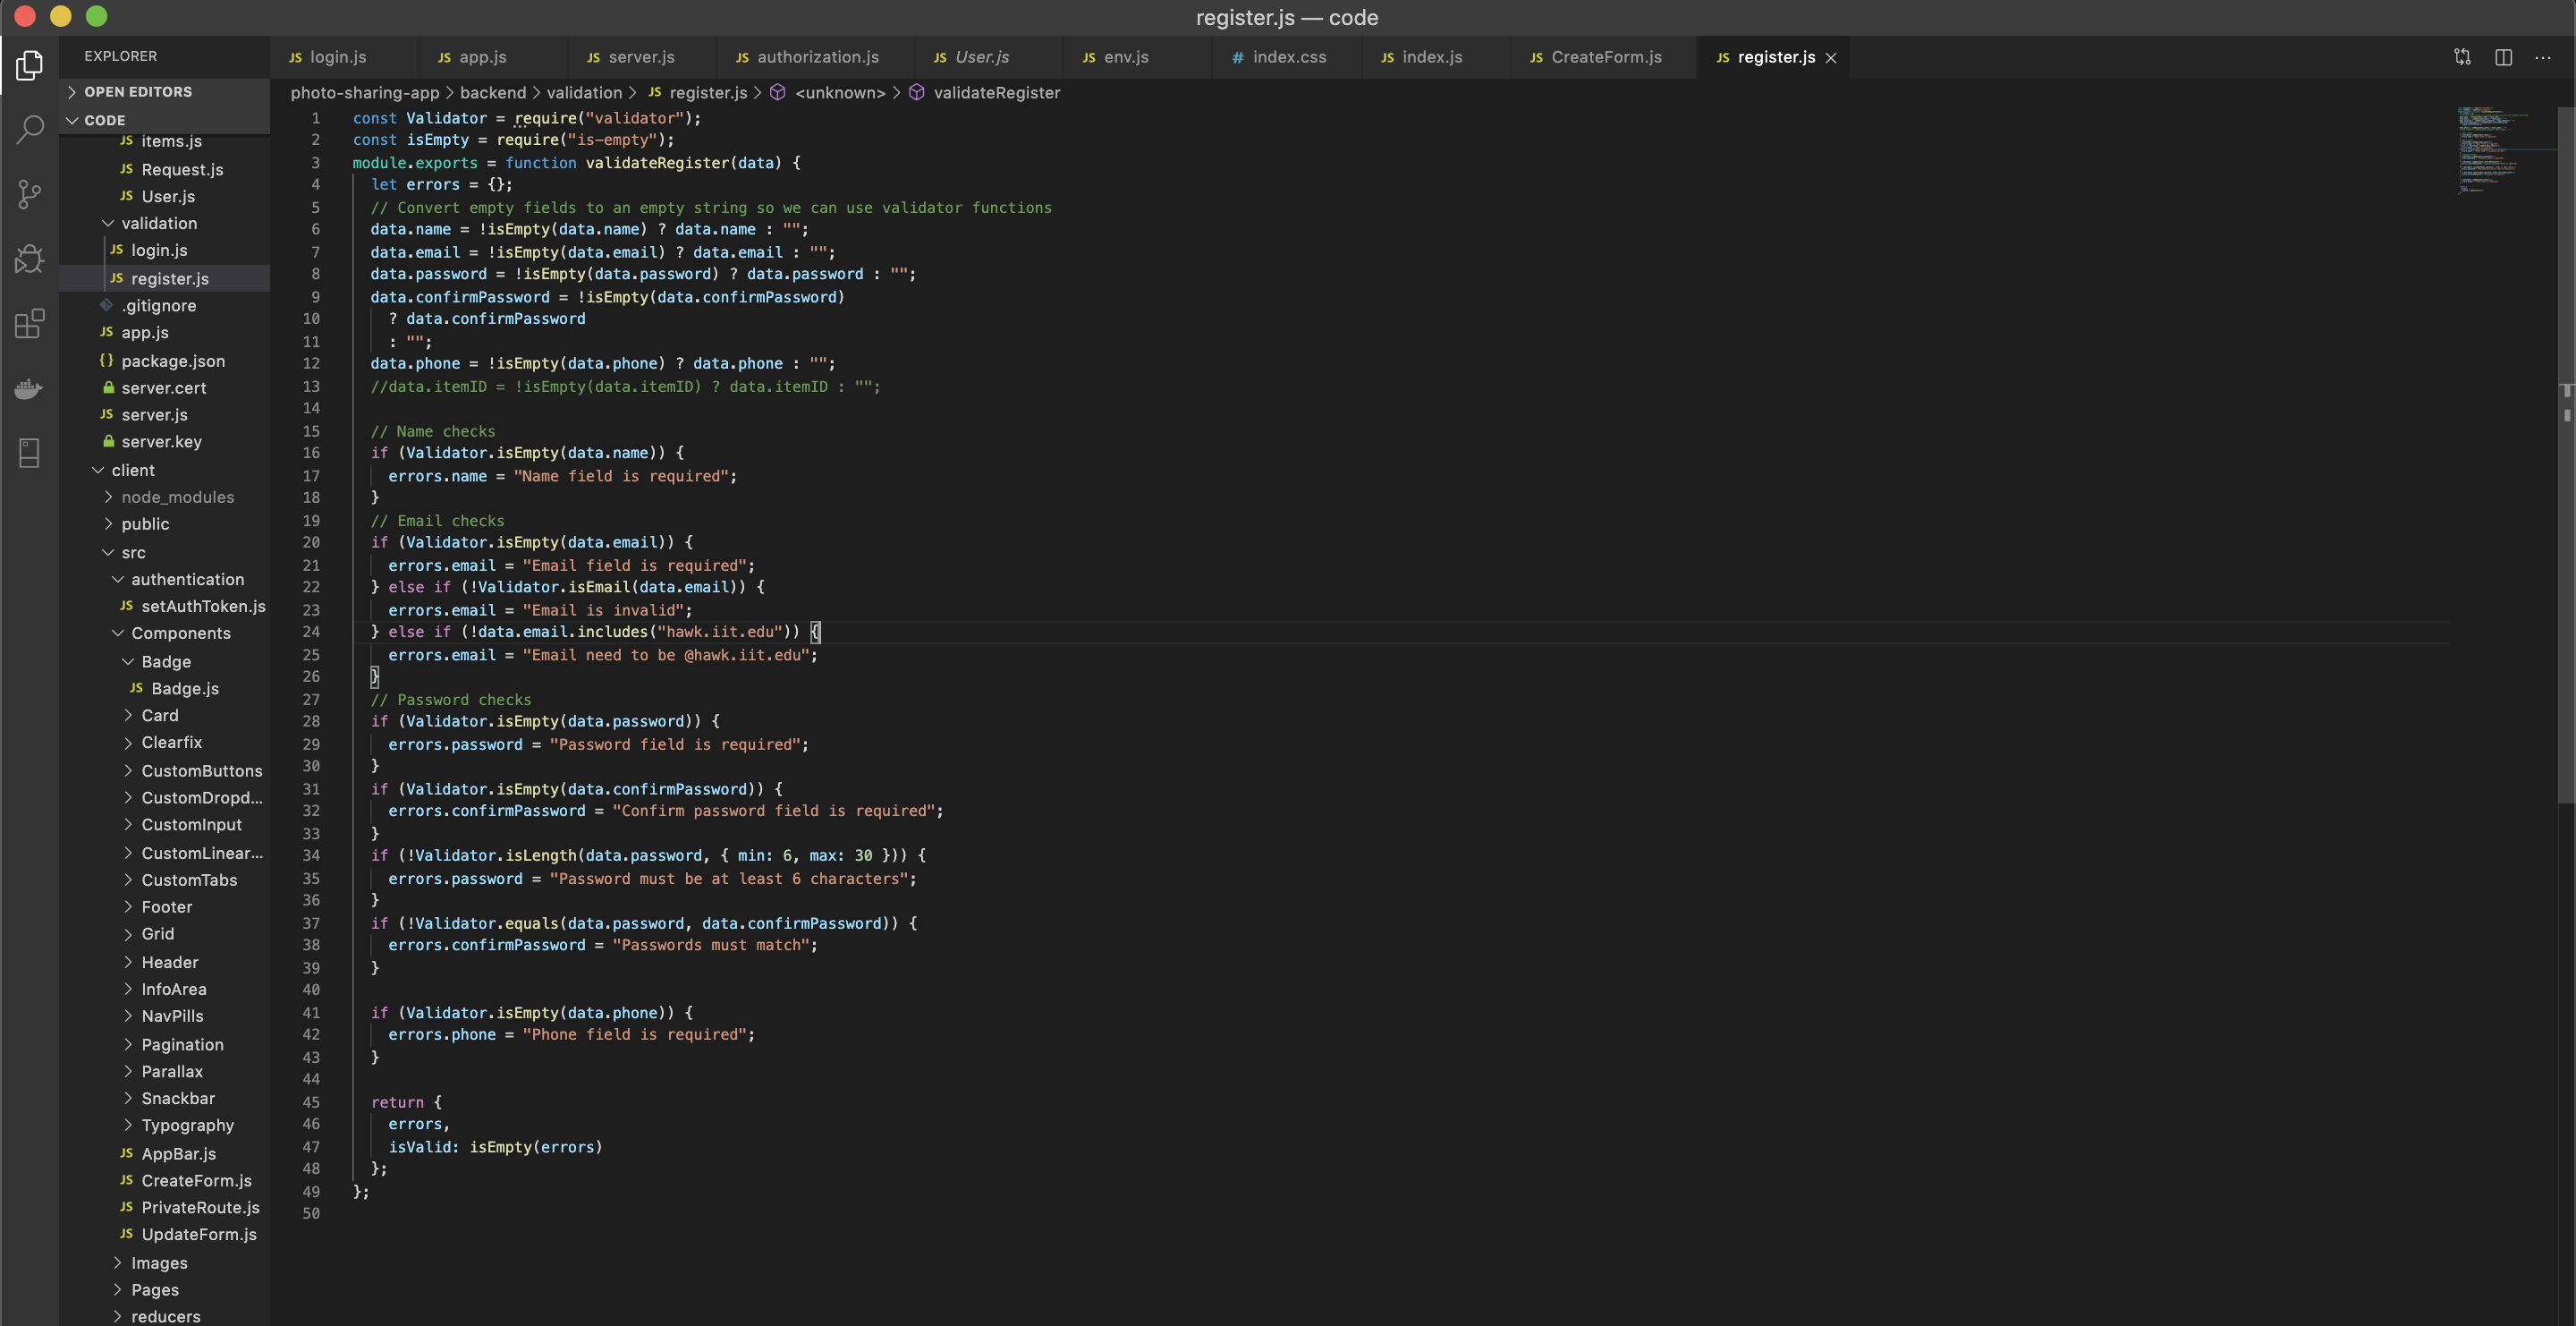 register.js — code
EXPLORER
OPEN EDITORS
CODE
JS items.js
JS Request.js
JS User.js
validation
JS login.js
JS register.js
.gitignore
JS app.js
{} package.json
server.cert
JS server.js
server.key
client
node_modules
public
src
authentication
JS setAuthToken.js
Components
Badge
JS Badge.js
Card
Clearfix
CustomButtons
CustomDropd...
CustomInput
CustomLinear...
CustomTabs
Footer
Grid
Header
InfoArea
NavPills
Pagination
Parallax
Snackbar
Typography
JS AppBar.js
JS CreateForm.js
JS PrivateRoute.js
JS UpdateForm.js
Images
Pages
reducers
JS login.js JS app.js JS server.js JS authorization.js JS User.js JS env.js # index.css JS index.js JS CreateForm.js JS register.js
photo-sharing-app > backend > validation > JS register.js > <unknown> > validateRegister
1 const Validator = require("validator");
2 const isEmpty = require("is-empty");
3 module.exports = function validateRegister(data) {
4 let errors = {};
5 // Convert empty fields to an empty string so we can use validator functions
6 data.name = !isEmpty(data.name) ? data.name : "";
7 data.email = !isEmpty(data.email) ? data.email : "";
8 data.password = !isEmpty(data.password) ? data.password : "";
9 data.confirmPassword = !isEmpty(data.confirmPassword)
10 ? data.confirmPassword
11 : "";
12 data.phone = !isEmpty(data.phone) ? data.phone : "";
13 //data.itemID = !isEmpty(data.itemID) ? data.itemID : "";
14
15 // Name checks
16 if (Validator.isEmpty(data.name)) {
17 errors.name = "Name field is required";
18 }
19 // Email checks
20 if (Validator.isEmpty(data.email)) {
21 errors.email = "Email field is required";
22 } else if (!Validator.isEmail(data.email)) {
23 errors.email = "Email is invalid";
24 } else if (!data.email.includes("hawk.iit.edu")) {
25 errors.email = "Email need to be @hawk.iit.edu";
26 }
27 // Password checks
28 if (Validator.isEmpty(data.password)) {
29 errors.password = "Password field is required";
30 }
31 if (Validator.isEmpty(data.confirmPassword)) {
32 errors.confirmPassword = "Confirm password field is required";
33 }
34 if (!Validator.isLength(data.password, { min: 6, max: 30 })) {
35 errors.password = "Password must be at least 6 characters";
36 }
37 if (!Validator.equals(data.password, data.confirmPassword)) {
38 errors.confirmPassword = "Passwords must match";
39 }
40
41 if (Validator.isEmpty(data.phone)) {
42 errors.phone = "Phone field is required";
43 }
44
45 return {
46 errors,
47 isValid: isEmpty(errors)
48 };
49 };
50